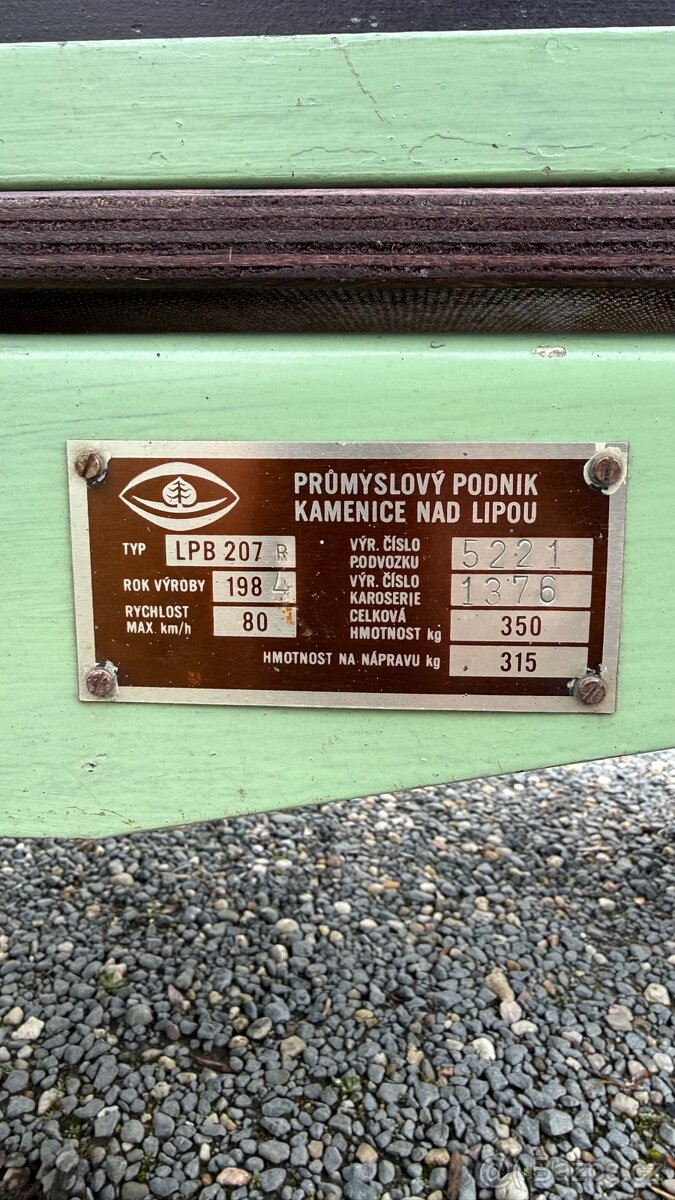 PRŮMYSLOVÝ PODNIK
KAMENICE NAD LIPOU
TYP LPB 207 R
ROK VÝROBY 1984
RYCHLOST
MAX. km/h 80
VÝR. ČÍSLO
PODVOZKU 5221
VÝR. ČÍSLO
KAROSERIE 1376
CELKOVÁ
HMOTNOST kg 350
HMOTNOST NA NÁPRAVU kg 315
Bazos.cz